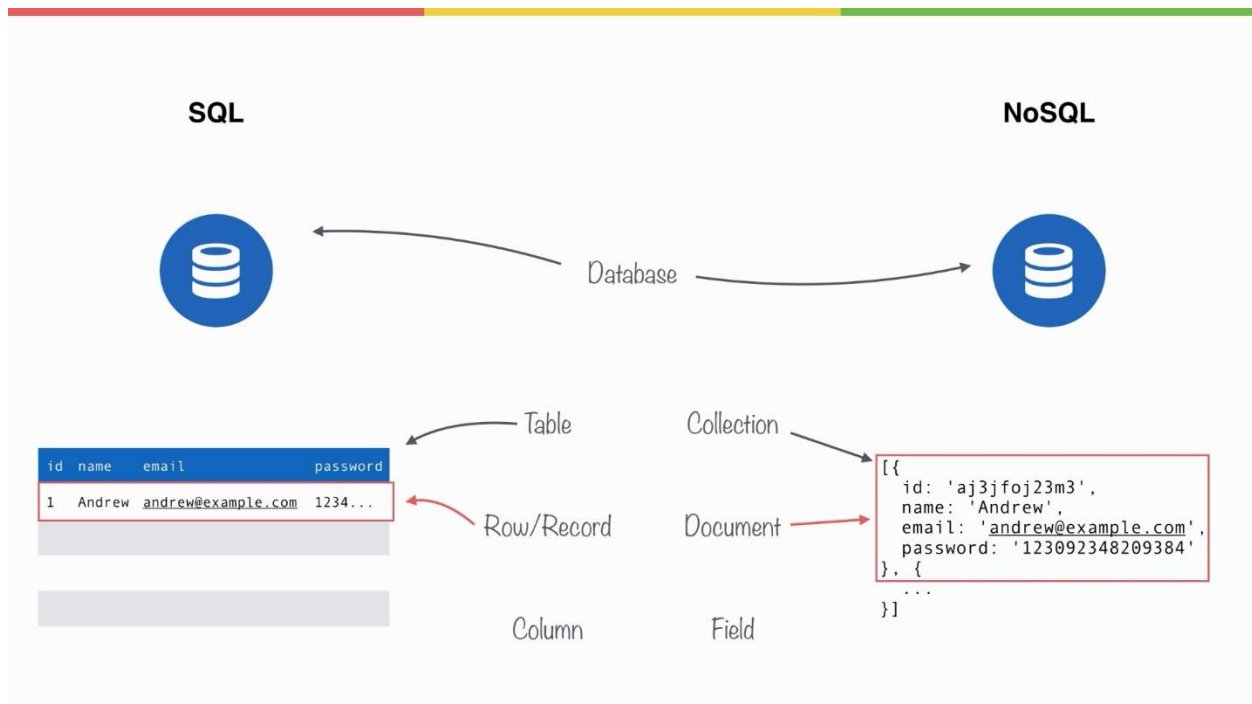 SQL
NoSQL
Database
Table
Collection
id name email password
1 Andrew andrew@example.com 1234...
Row/Record
Document
Column
Field
[{
id: 'aj3jfoj23m3',
name: 'Andrew',
email: 'andrew@example.com',
password: '123092348209384'
}, {
...
}]